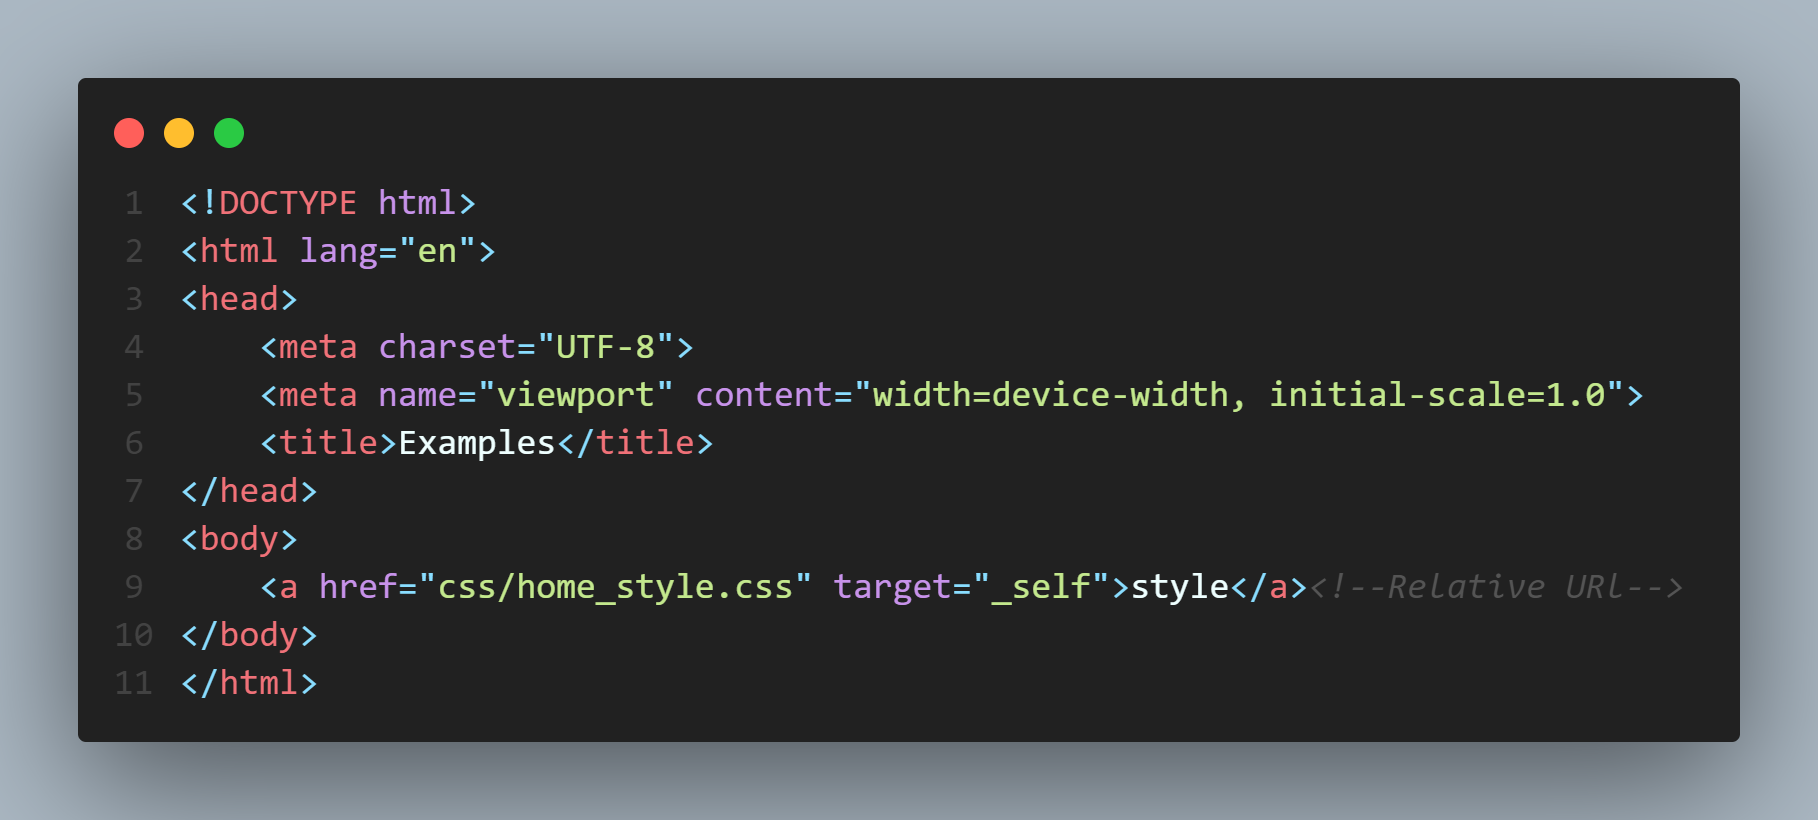 1 <!DOCTYPE html>
2 <html lang="en">
3 <head>
4     <meta charset="UTF-8">
5     <meta name="viewport" content="width=device-width, initial-scale=1.0">
6     <title>Examples</title>
7 </head>
8 <body>
9     <a href="css/home_style.css" target="_self">style</a><!--Relative URl-->
10 </body>
11 </html>